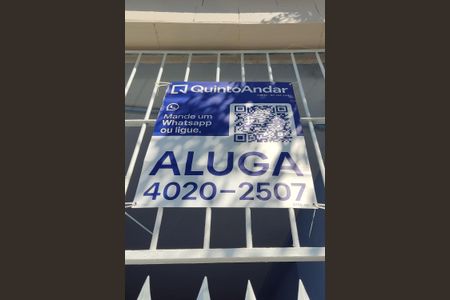 QuintoAndar
Mande um
Whatsapp
ou ligue.
ALUGA
4020-2507